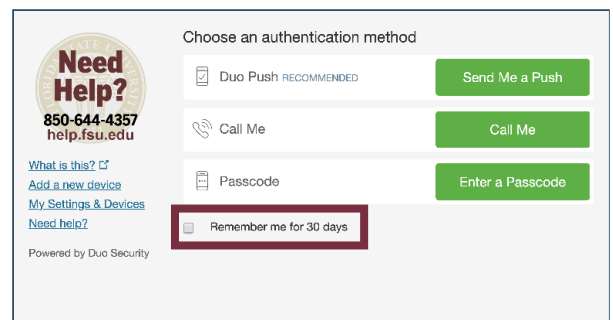 Need
Help?
850-644-4357
help.fsu.edu
What is this?
Add a new device
My Settings & Devices
Need help?
Powered by Duo Security
Choose an authentication method
Duo Push RECOMMENDED
Send Me a Push
Call Me
Call Me
Passcode
Enter a Passcode
Remember me for 30 days